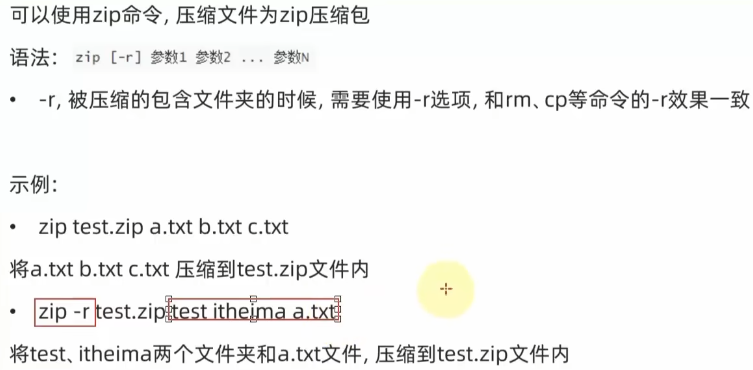 可以使用zip命令, 压缩文件为zip压缩包
语法: zip [-r] 参数1 参数2 ... 参数N
• -r, 被压缩的包含文件夹的时候, 需要使用-r选项, 和rm、cp等命令的-r效果一致
示例:
• zip test.zip a.txt b.txt c.txt
将a.txt b.txt c.txt 压缩到test.zip文件内
• zip -r test.zip test itheima a.txt
将test、itheima两个文件夹和a.txt文件, 压缩到test.zip文件内